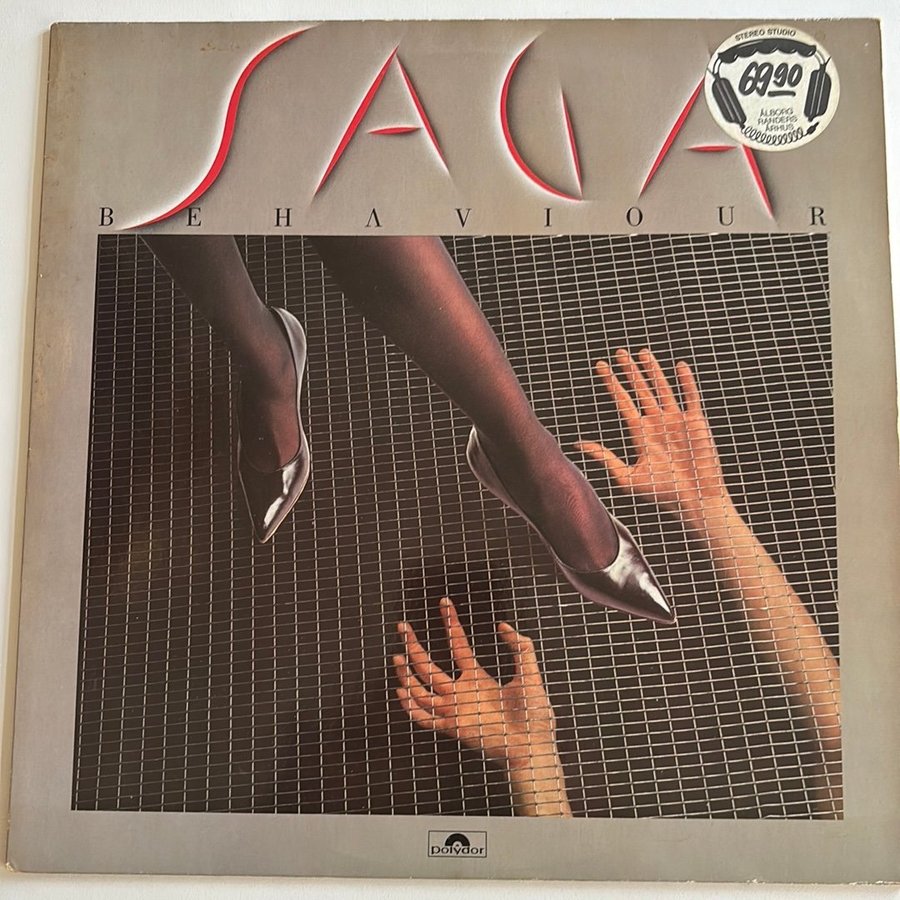 SAGA
BEHAVIOUR
STEREO STUDIO
69.90
ÅLBORG
RANDERS
ÅRHUS
polydor